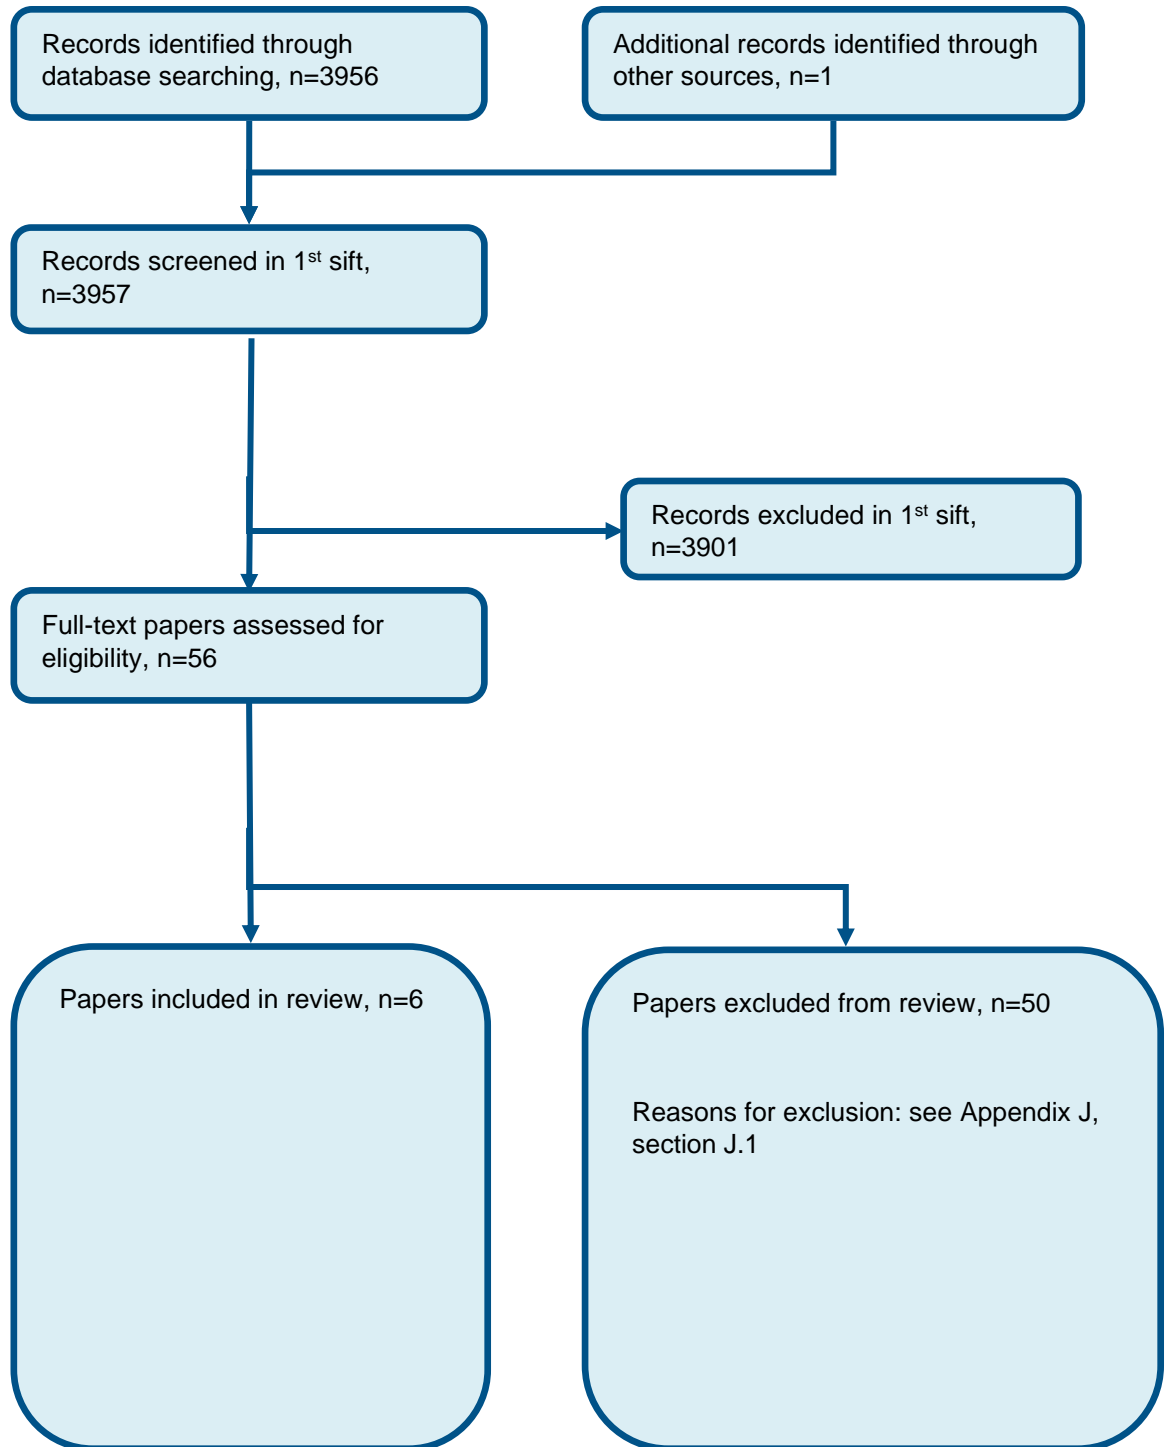 Records identified through
database searching, n=3956
Additional records identified through
other sources, n=1
Records screened in 1st sift,
n=3957
Records excluded in 1st sift,
n=3901
Full-text papers assessed for
eligibility, n=56
Papers included in review, n=6
Papers excluded from review, n=50
Reasons for exclusion: see Appendix J,
section J.1